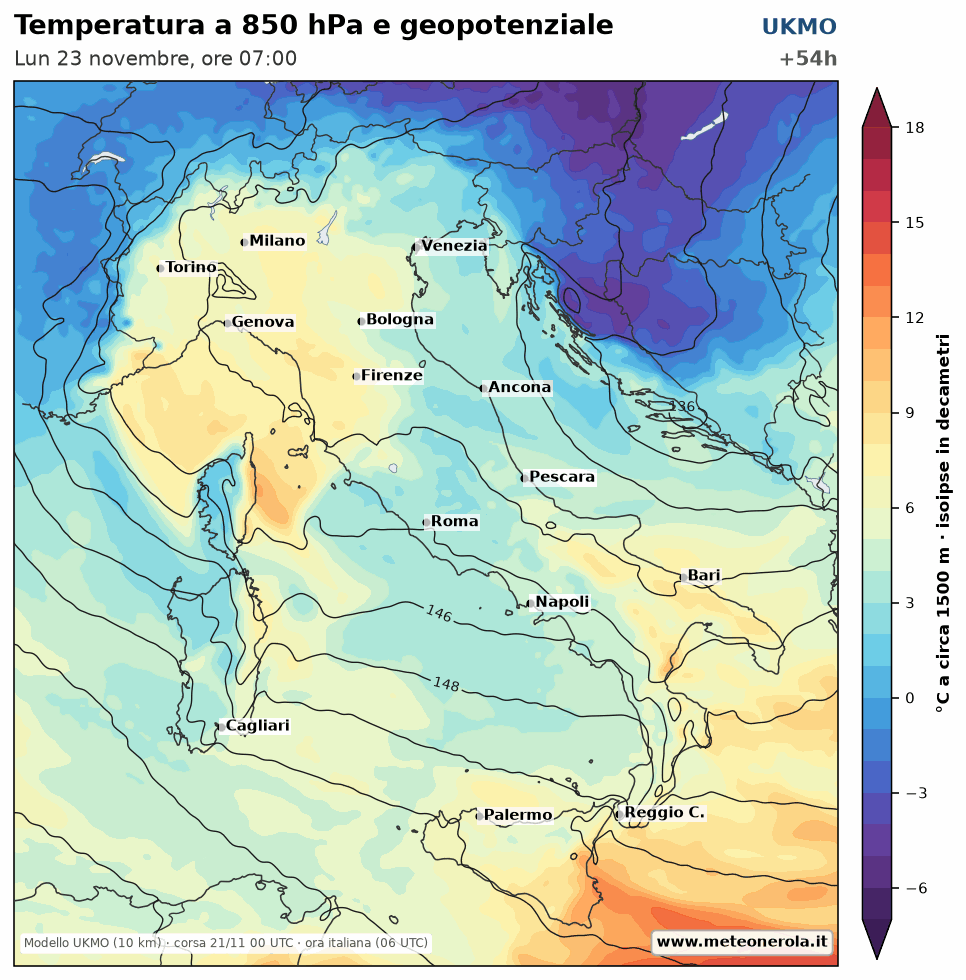 Temperatura a 850 hPa e geopotenziale
UKMO
Lun 23 novembre, ore 07:00
+54h
Milano
Venezia
Torino
Genova
Bologna
Firenze
Ancona
136
Pescara
Roma
Bari
Napoli
146
148
Cagliari
Palermo
Reggio C.
Modello UKMO (10 km) · corsa 21/11 00 UTC · ora italiana (06 UTC)
www.meteonerola.it
18
15
12
9
6
3
0
−3
−6
°C a circa 1500 m · isoipse in decametri